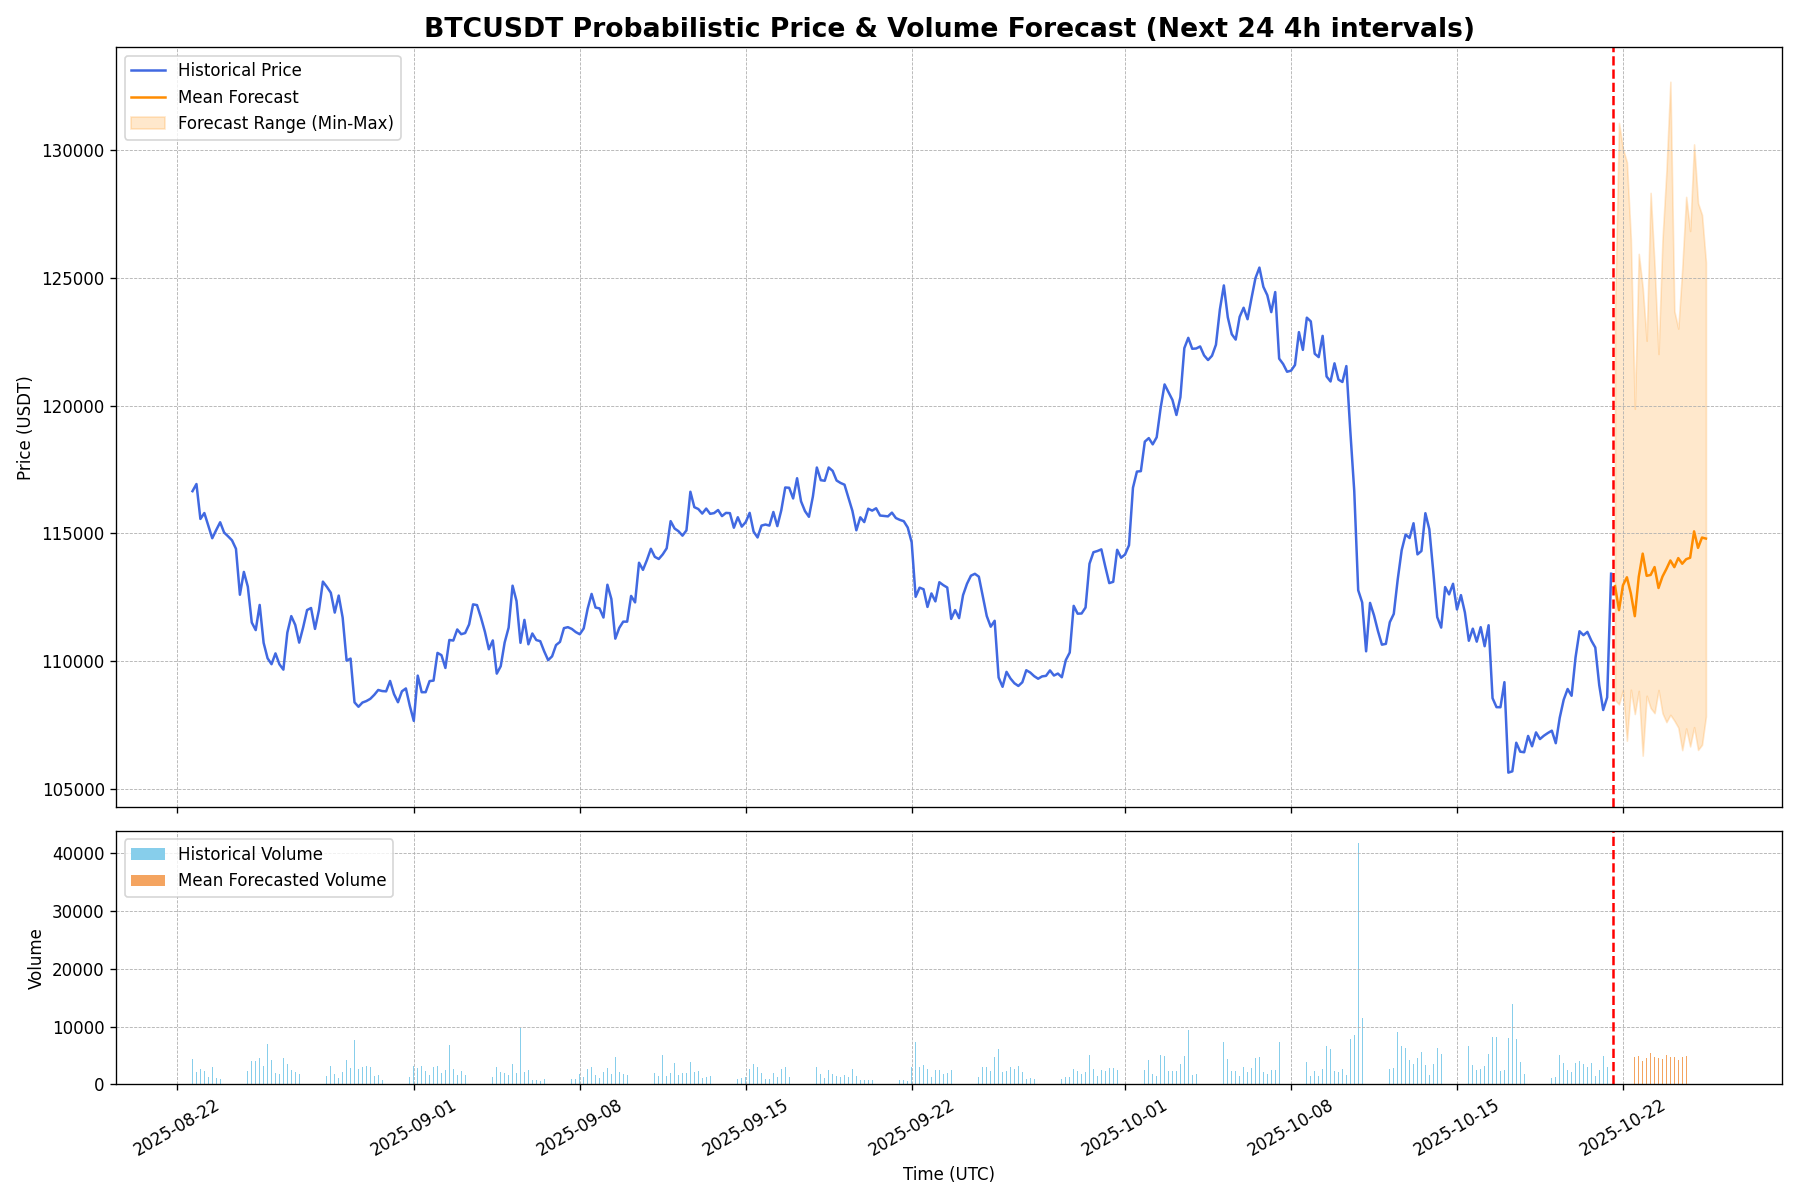 BTCUSDT Probabilistic Price & Volume Forecast (Next 24 4h intervals)
Historical Price
Mean Forecast
Forecast Range (Min-Max)
130000
125000
120000
115000
110000
105000
Price (USDT)
Historical Volume
Mean Forecasted Volume
40000
30000
20000
10000
0
Volume
2025-08-22
2025-09-01
2025-09-08
2025-09-15
2025-09-22
2025-10-01
2025-10-08
2025-10-15
2025-10-22
Time (UTC)